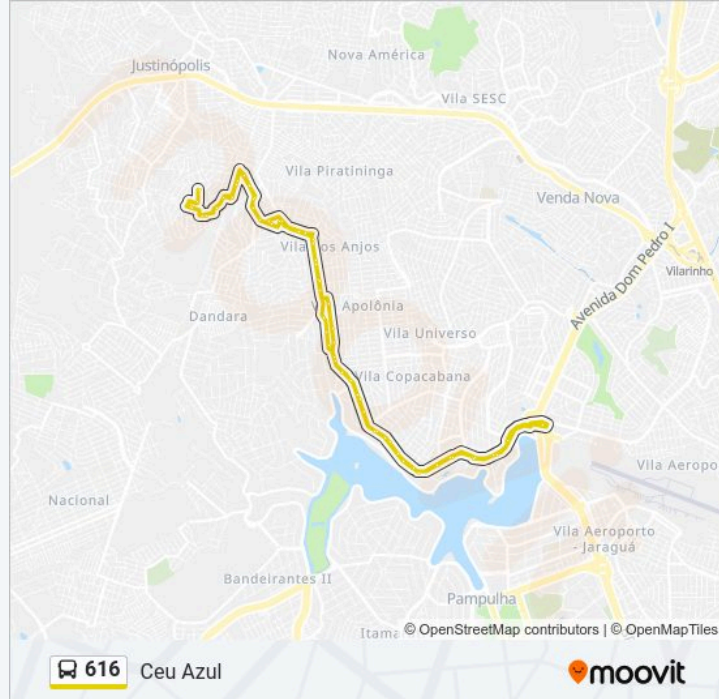 Nova América
Justinópolis
Vila SESC
Vila Piratininga
Venda Nova
Vila dos Anjos
Avenida Dom Pedro I
Vilarinho
Apolônia
Dandara
Vila Universo
Vila Copacabana
Vila Aeropo
Nacional
Vila Aeroporto
- Jaraguá
Bandeirantes II
Pampulha
Itama
© OpenStreetMap contributors | © OpenMapTiles
616 Ceu Azul
moovit